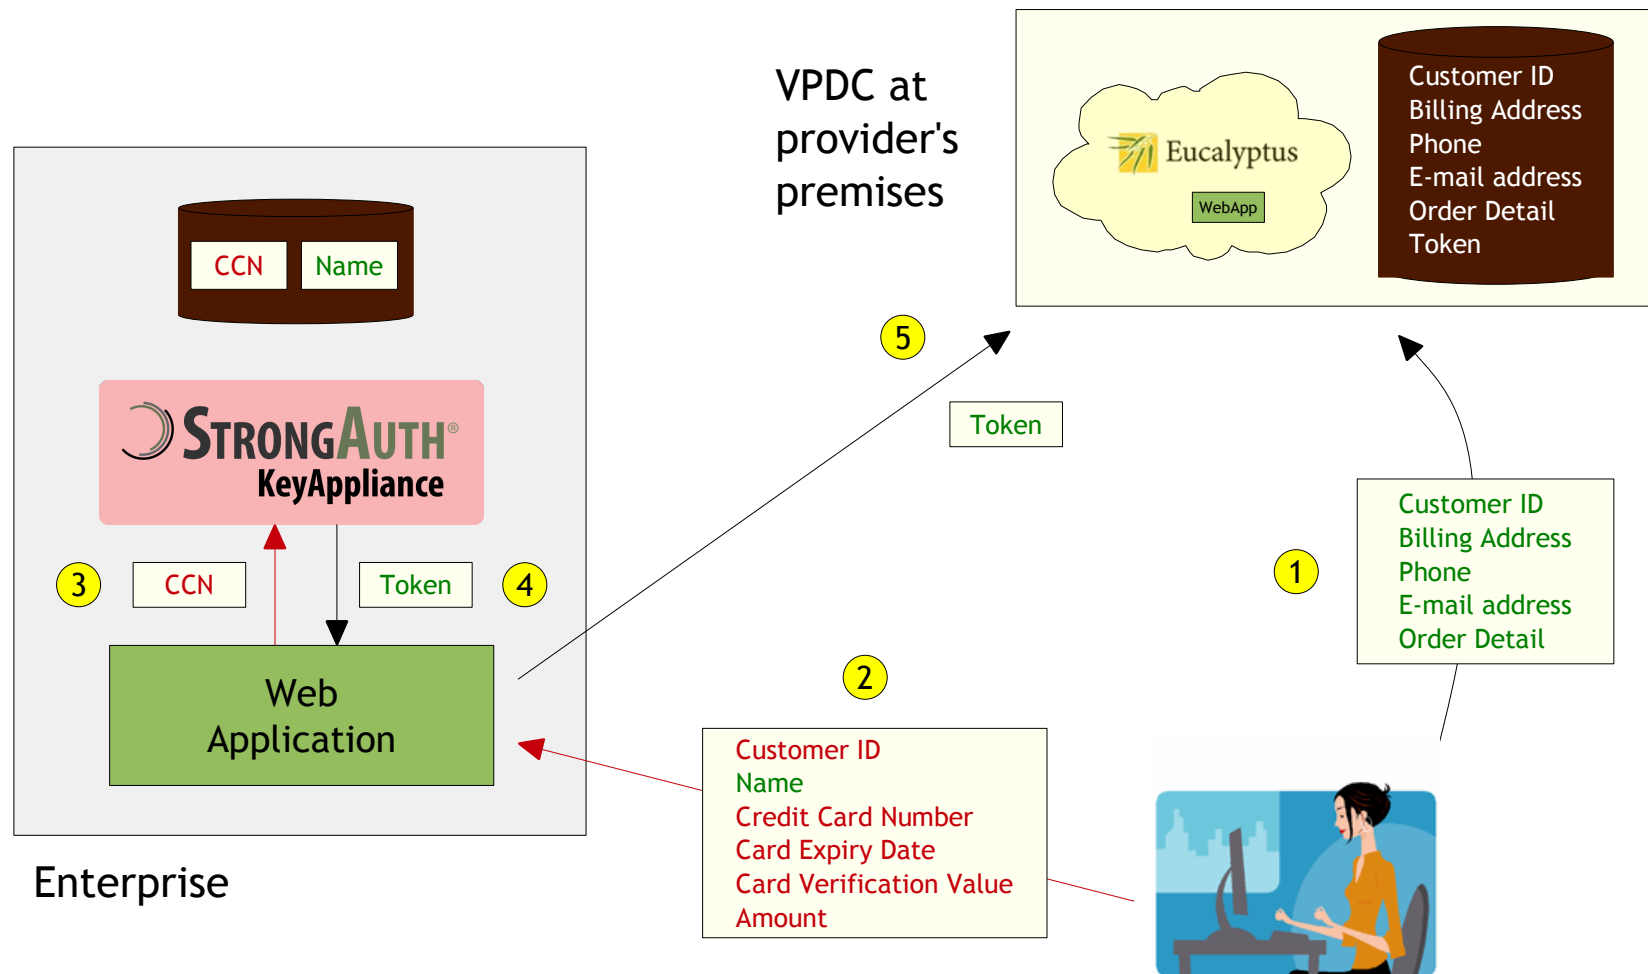 VPDC at
provider's
premises
Eucalyptus
WebApp
Customer ID
Billing Address
Phone
E-mail address
Order Detail
Token
CCN
Name
STRONGAUTH®
KeyAppliance
3
CCN
Token
4
Web
Application
Enterprise
5
Token
2
Customer ID
Name
Credit Card Number
Card Expiry Date
Card Verification Value
Amount
1
Customer ID
Billing Address
Phone
E-mail address
Order Detail